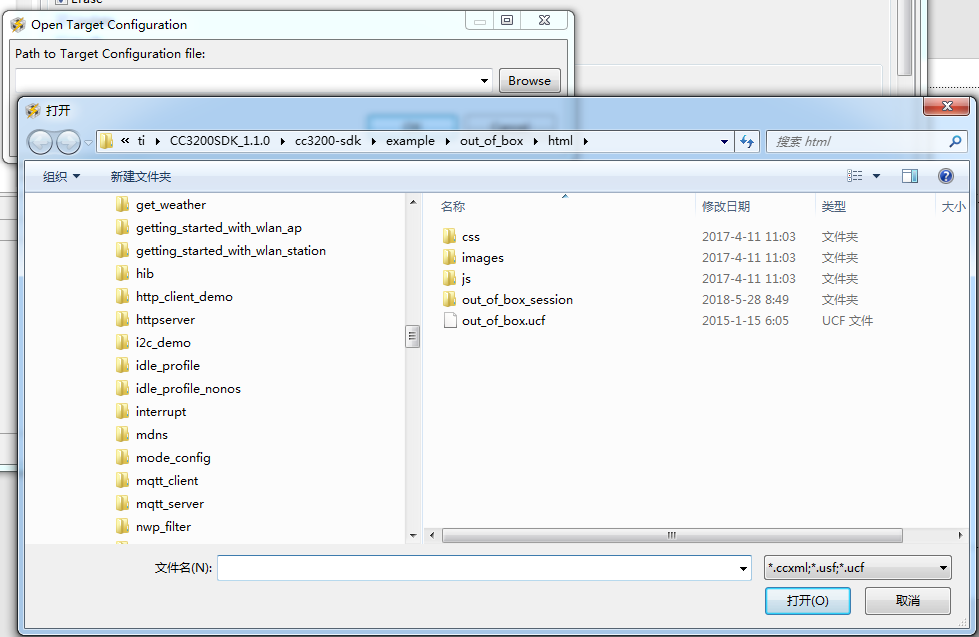 Erase
Open Target Configuration
Path to Target Configuration file:
Browse
打开
« ti ▸ CC3200SDK_1.1.0 ▸ cc3200-sdk ▸ example ▸ out_of_box ▸ html ▸
搜索 html
组织
新建文件夹
get_weather
getting_started_with_wlan_ap
getting_started_with_wlan_station
hib
http_client_demo
httpserver
i2c_demo
idle_profile
idle_profile_nonos
interrupt
mdns
mode_config
mqtt_client
mqtt_server
nwp_filter
名称 修改日期 类型 大小
css 2017-4-11 11:03 文件夹
images 2017-4-11 11:03 文件夹
js 2017-4-11 11:03 文件夹
out_of_box_session 2018-5-28 8:49 文件夹
out_of_box.ucf 2015-1-15 6:05 UCF 文件
文件名(N):
*.ccxml;*.usf;*.ucf
打开(O)
取消